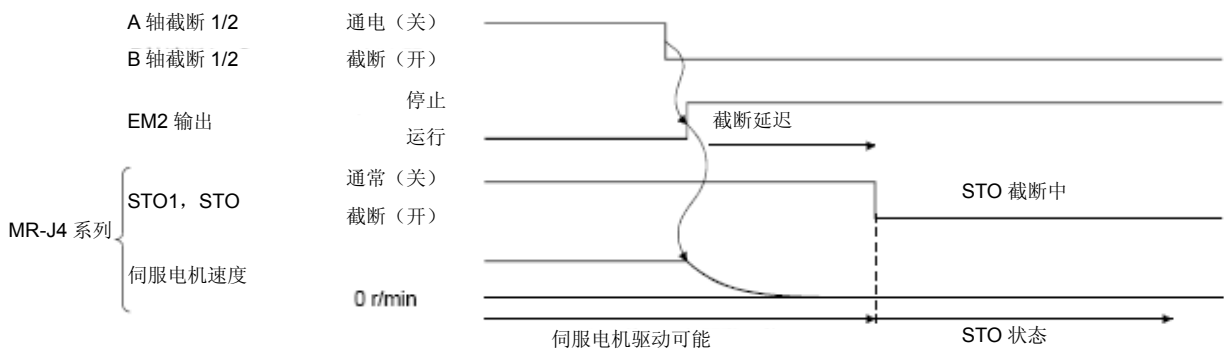 A 轴截断 1/2 通电（关）
B 轴截断 1/2 截断（开）
停止
EM2 输出
运行
截断延迟
通常（关）
STO1，STO
截断（开）
STO 截断中
MR-J4 系列
伺服电机速度
0 r/min
伺服电机驱动可能
STO 状态